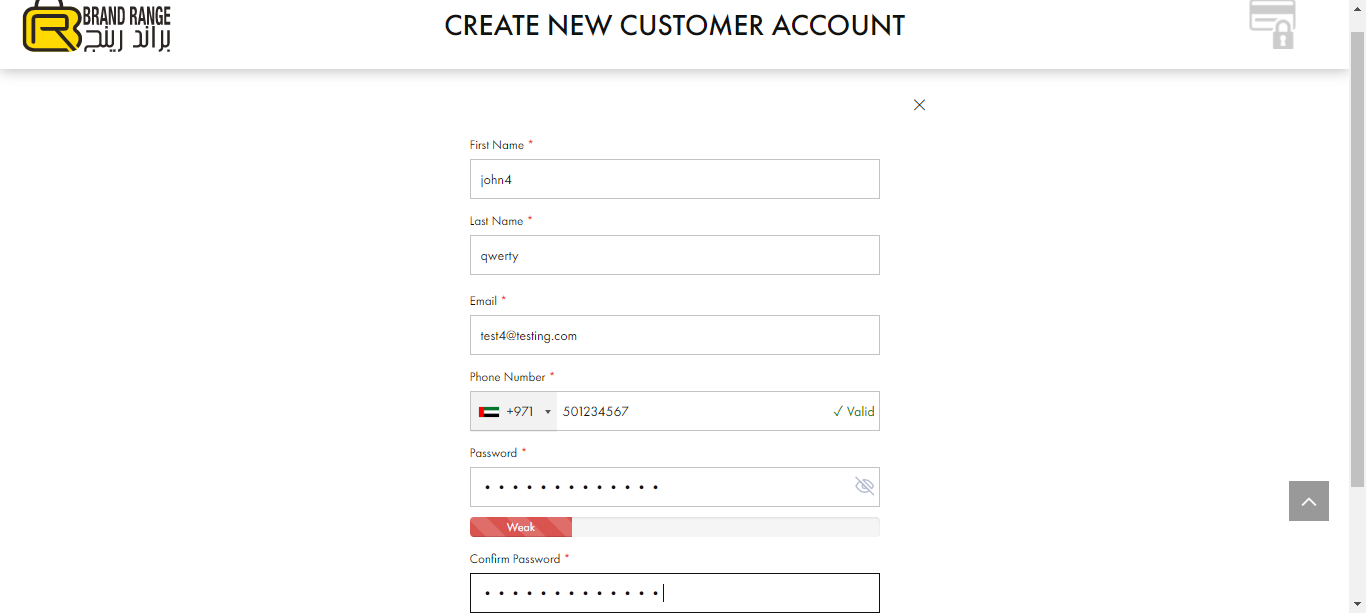 BRAND RANGE
براند رينج
CREATE NEW CUSTOMER ACCOUNT
First Name *
john4
Last Name *
qwerty
Email *
test4@testing.com
Phone Number *
+971 501234567 ✓ Valid
Password *
•••••••••••••
Weak
Confirm Password *
•••••••••••••